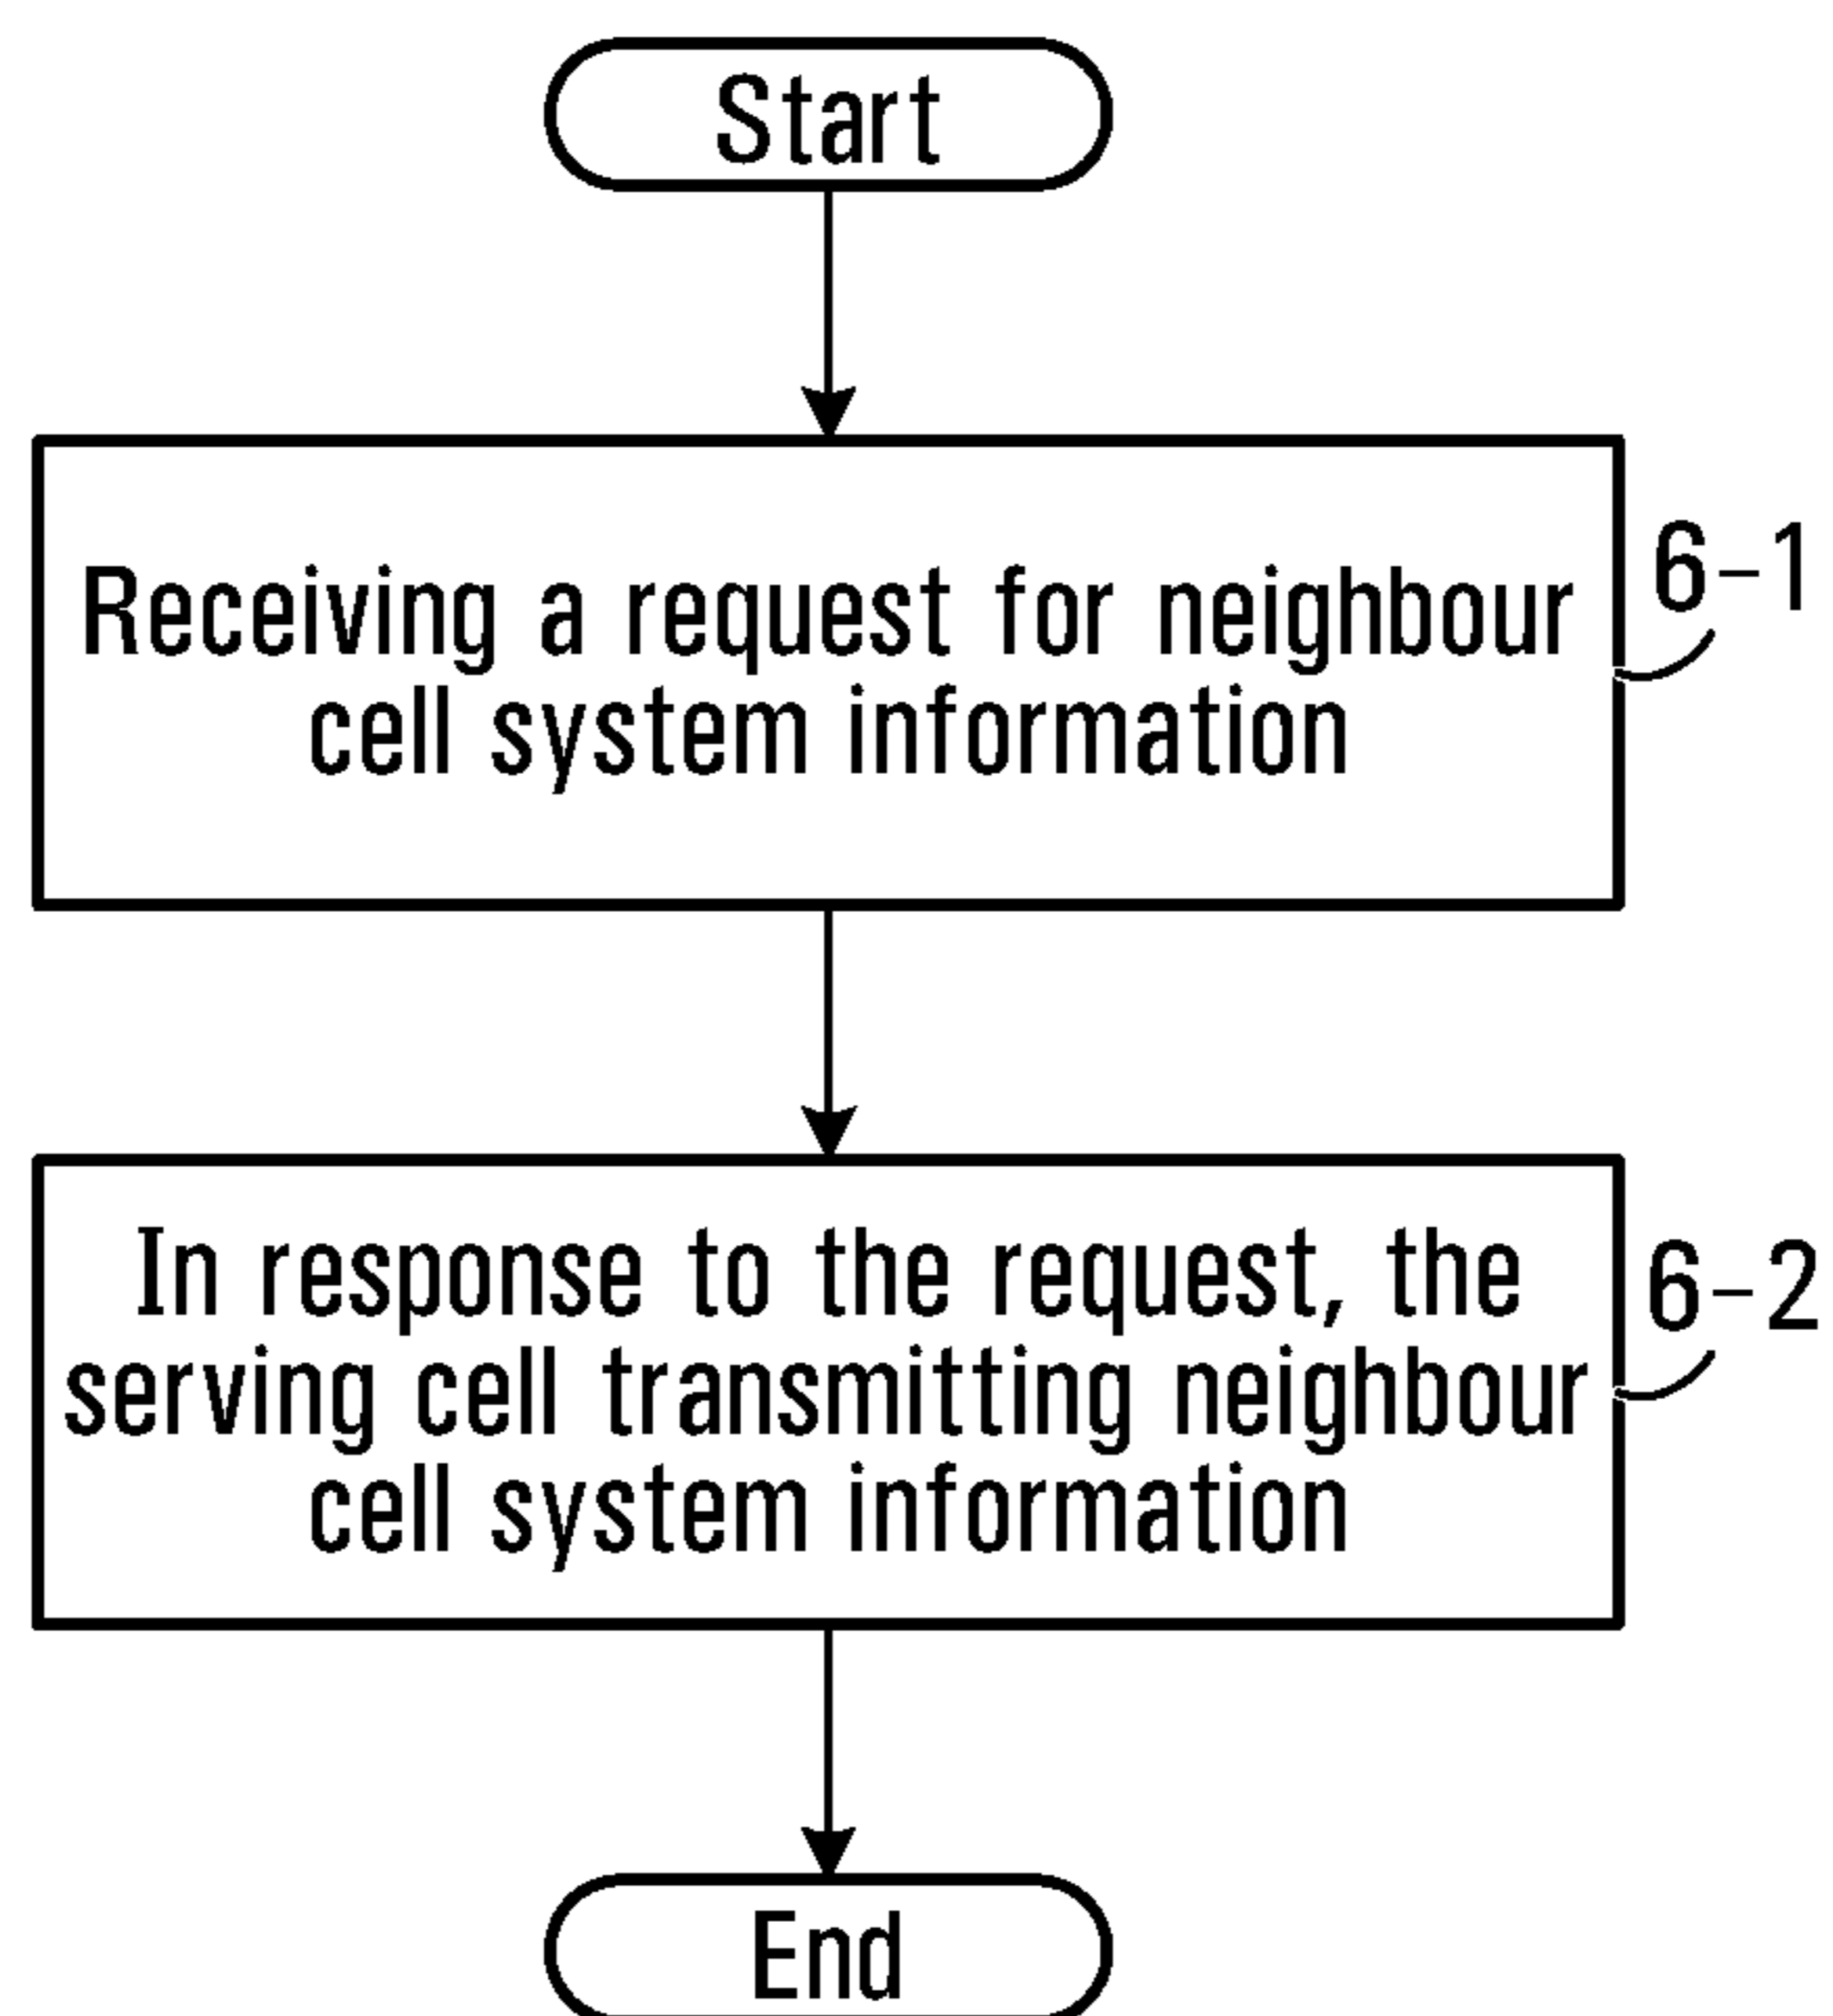 Start
Receiving a request for neighbour
cell system information
6-1
In response to the request, the
serving cell transmitting neighbour
cell system information
6-2
End